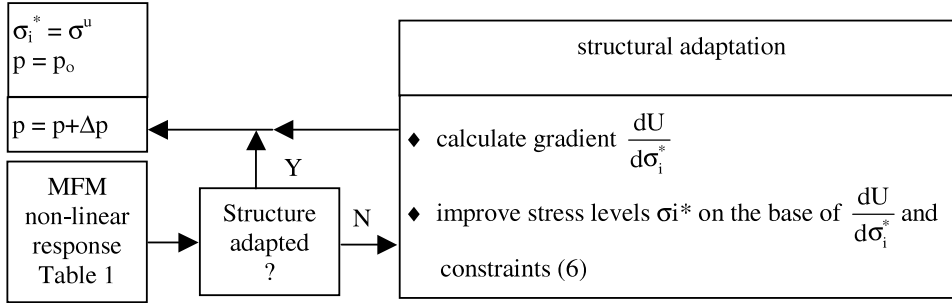 σᵢ* = σᵘ
p = pₒ
p = p+Δp
MFM
non-linear
response
Table 1
Structure
adapted
?
Y
N
structural adaptation
♦ calculate gradient dU/dσᵢ*
♦ improve stress levels σi* on the base of dU/dσᵢ* and
constraints (6)